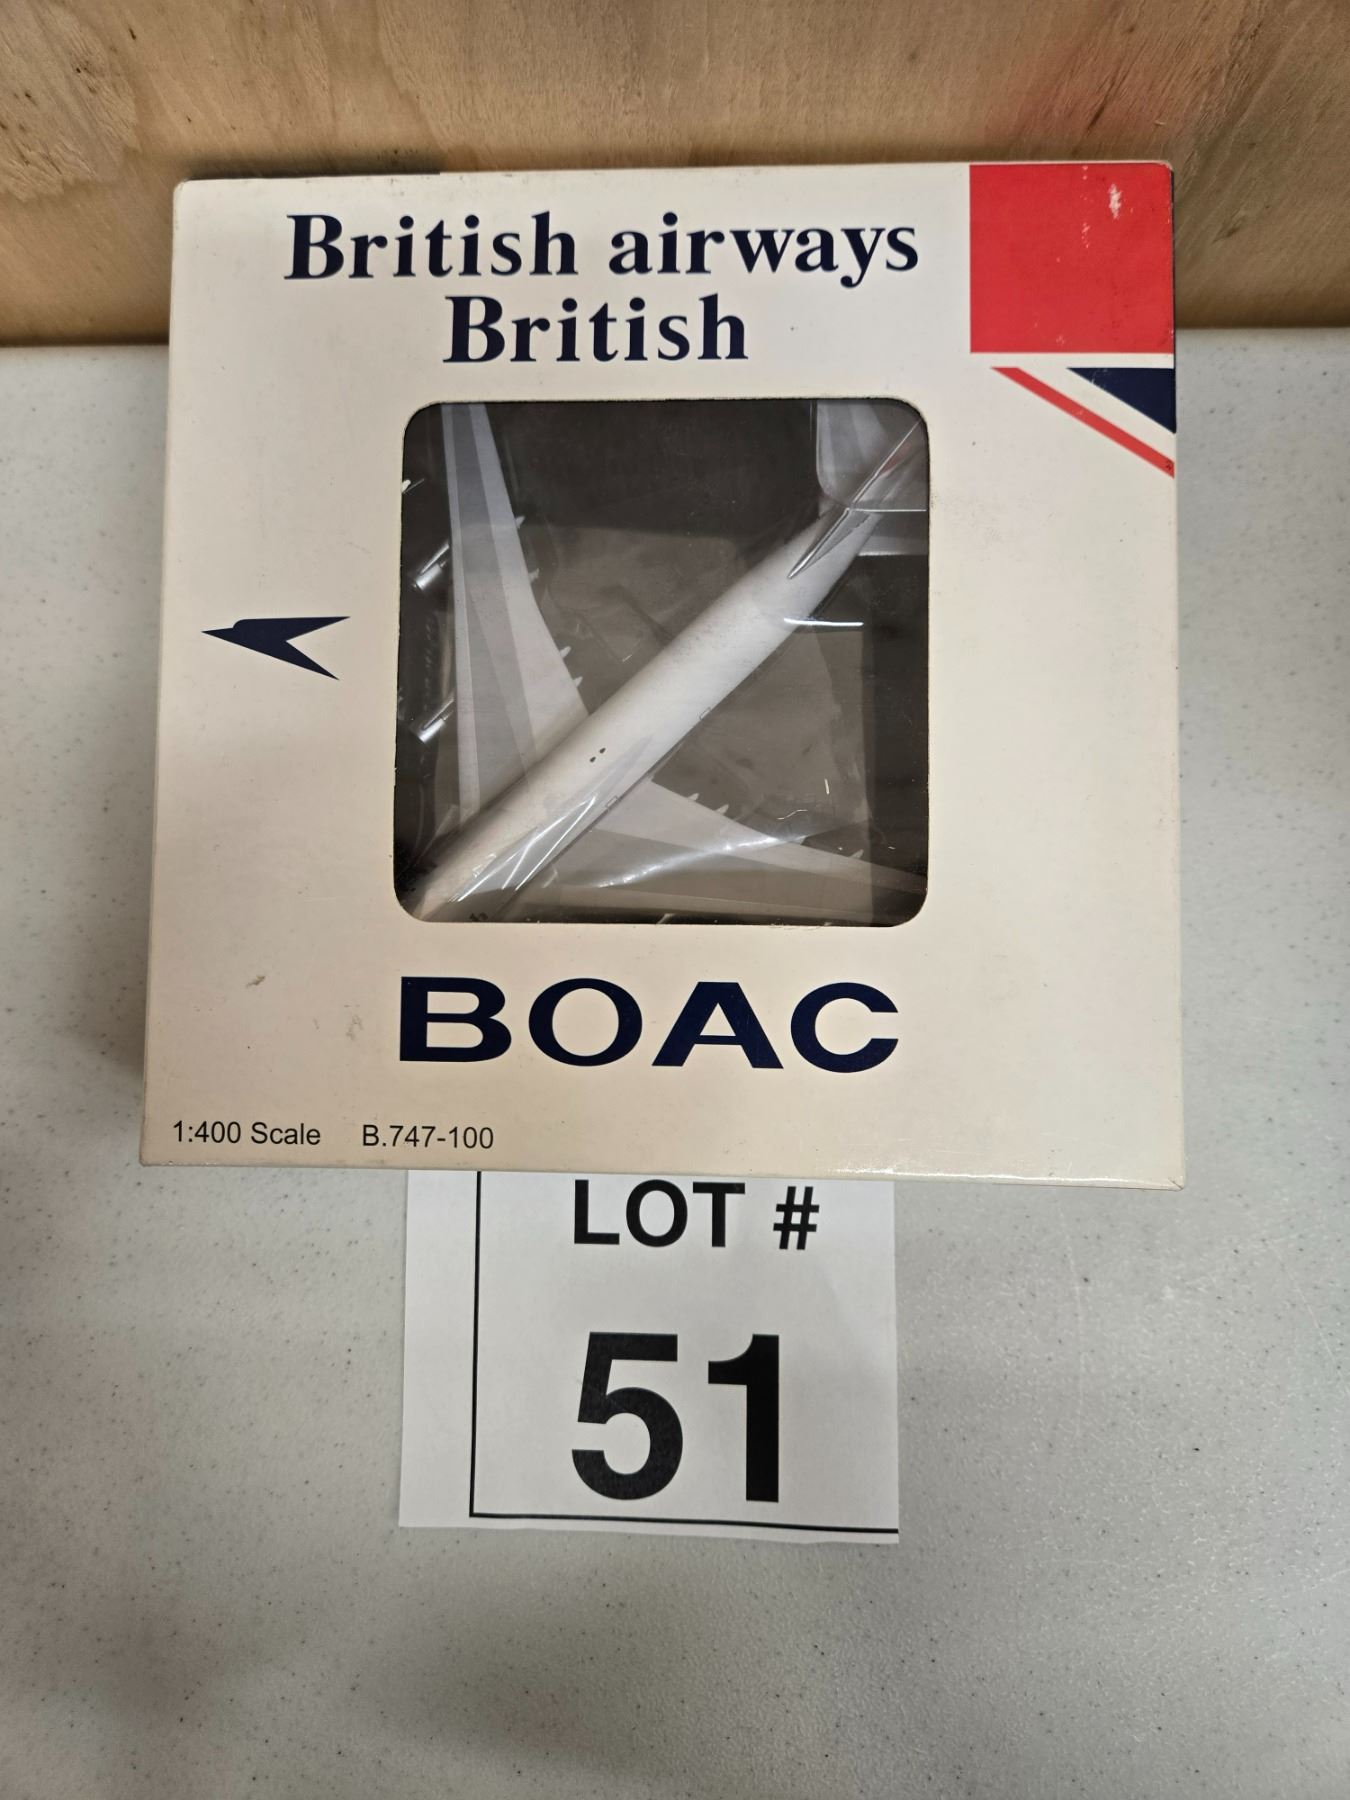 British airways
British
BOAC
1:400 Scale B.747-100
LOT #
51